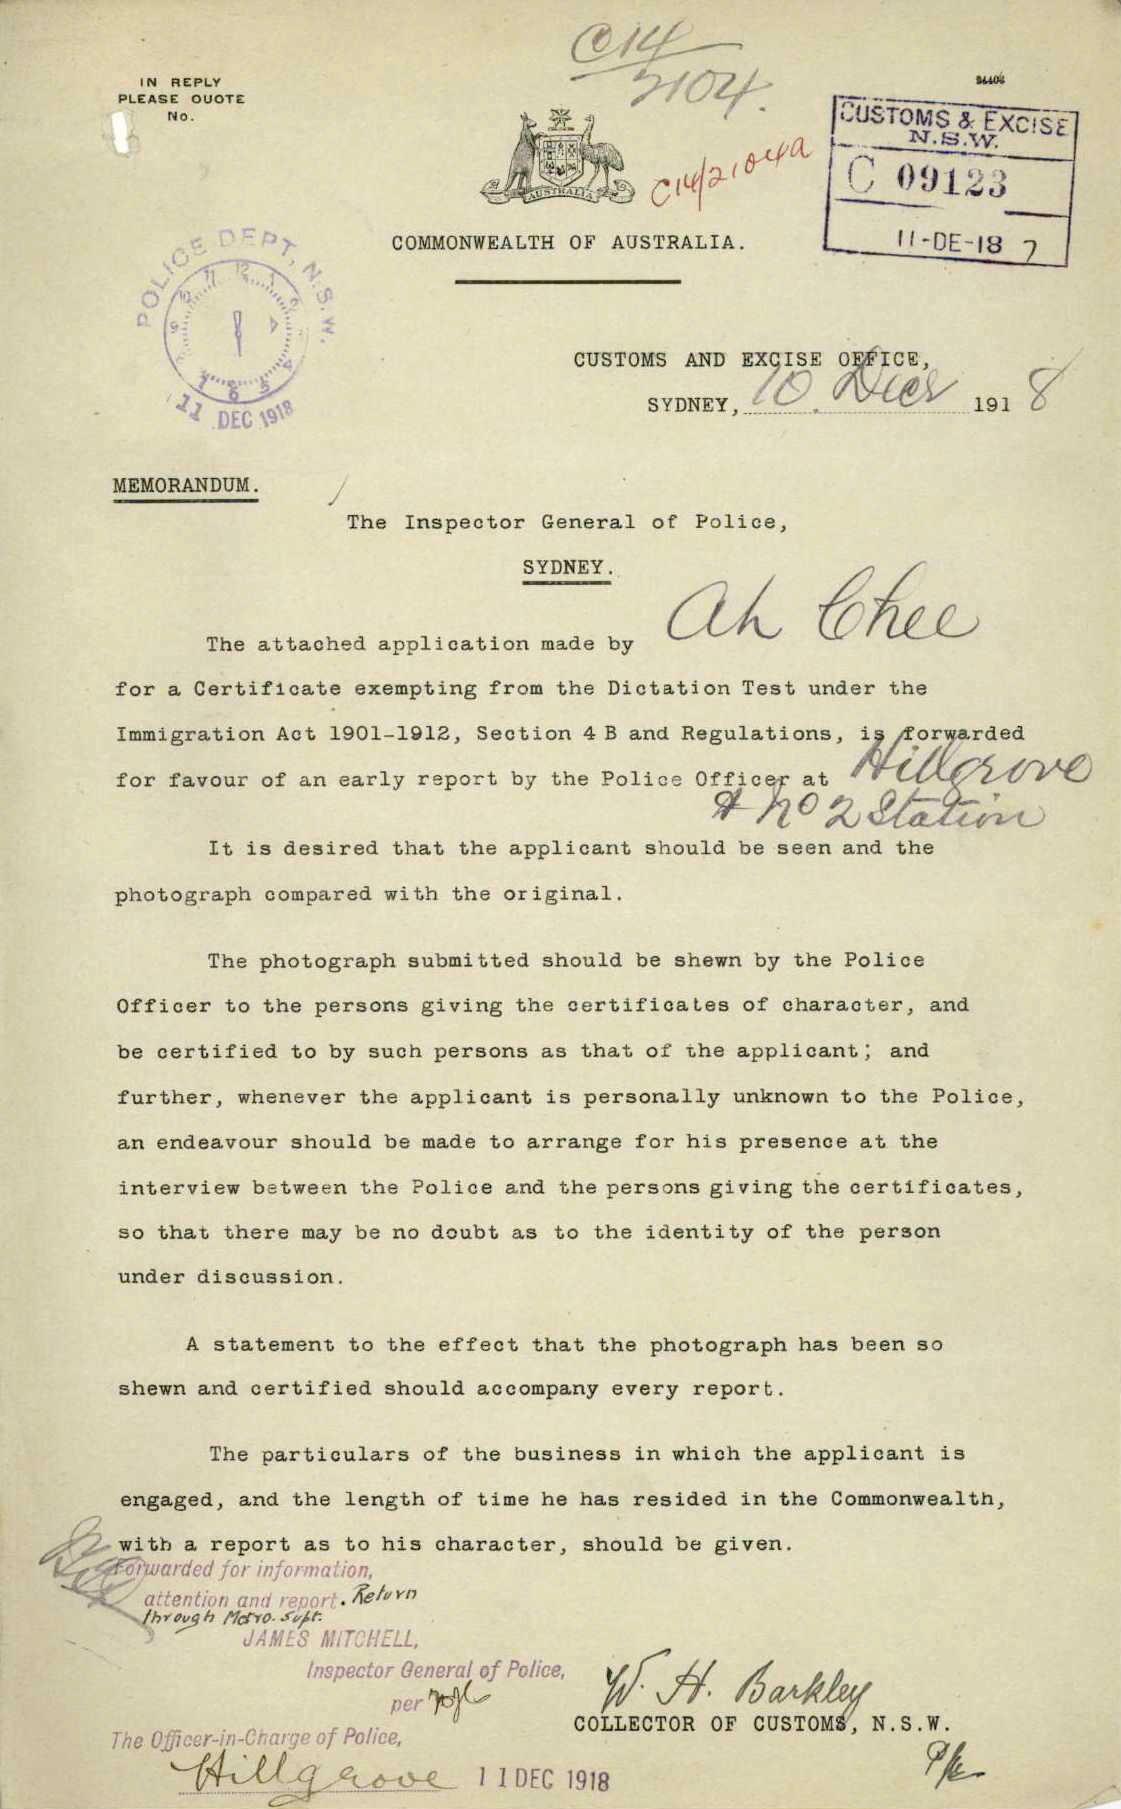 C14/2104.
IN REPLY
PLEASE QUOTE
No.
CUSTOMS & EXCISE
N.S.W.
C 09123
11-DE-18 7
C14/2104a
AUSTRALIA
COMMONWEALTH OF AUSTRALIA.
POLICE DEPT, N.S.W.
11 DEC 1918
CUSTOMS AND EXCISE OFFICE,
SYDNEY, 10 Decr 1918
MEMORANDUM.
The Inspector General of Police,
SYDNEY.
The attached application made by Ah Chee
for a Certificate exempting from the Dictation Test under the
Immigration Act 1901-1912, Section 4 B and Regulations, is forwarded
for favour of an early report by the Police Officer at Hillgrove
& No 2 Station
It is desired that the applicant should be seen and the
photograph compared with the original.
The photograph submitted should be shewn by the Police
Officer to the persons giving the certificates of character, and
be certified to by such persons as that of the applicant; and
further, whenever the applicant is personally unknown to the Police,
an endeavour should be made to arrange for his presence at the
interview between the Police and the persons giving the certificates,
so that there may be no doubt as to the identity of the person
under discussion.
A statement to the effect that the photograph has been so
shewn and certified should accompany every report.
The particulars of the business in which the applicant is
engaged, and the length of time he has resided in the Commonwealth,
with a report as to his character, should be given.
Forwarded for information,
attention and report. Return
through Metro. Supt.
JAMES MITCHELL,
Inspector General of Police,
per
W. H. Barkley
COLLECTOR OF CUSTOMS, N.S.W.
The Officer-in-Charge of Police,
Hillgrove 11 DEC 1918